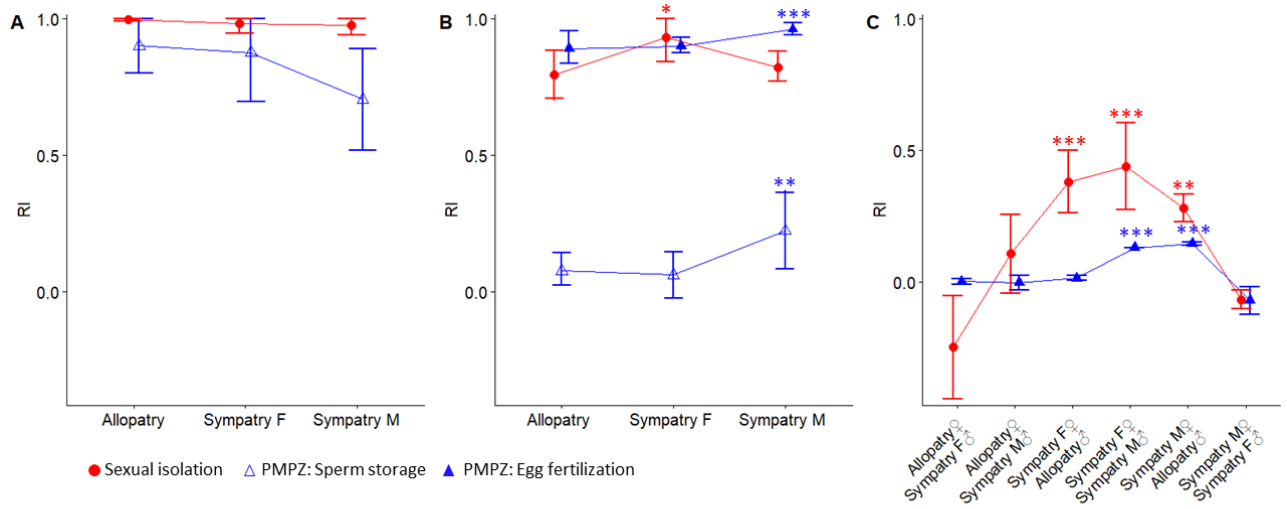 A
1.0
0.5
0.0
RI
Allopatry
Sympatry F
Sympatry M
B
1.0
0.5
0.0
RI
*
***
**
Allopatry
Sympatry F
Sympatry M
C
1.0
0.5
0.0
RI
***
***
**
***
***
Allopatry♀
Sympatry F♂
Allopatry♀
Sympatry M♂
Sympatry F♀
Allopatry♂
Sympatry F♀
Sympatry M♂
Sympatry M♀
Allopatry♂
Sympatry M♀
Sympatry F♂
Sexual isolation
PMPZ: Sperm storage
PMPZ: Egg fertilization